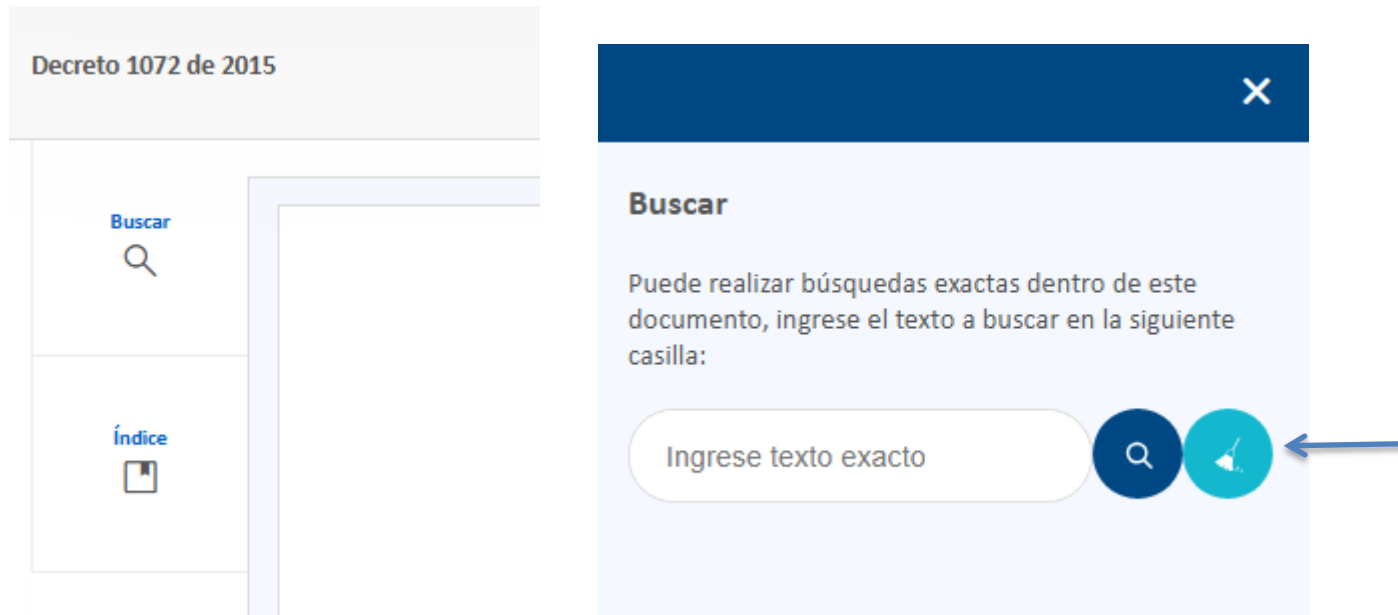 Decreto 1072 de 2015
Buscar
Índice
Buscar
Puede realizar búsquedas exactas dentro de este
documento, ingrese el texto a buscar en la siguiente
casilla:
Ingrese texto exacto